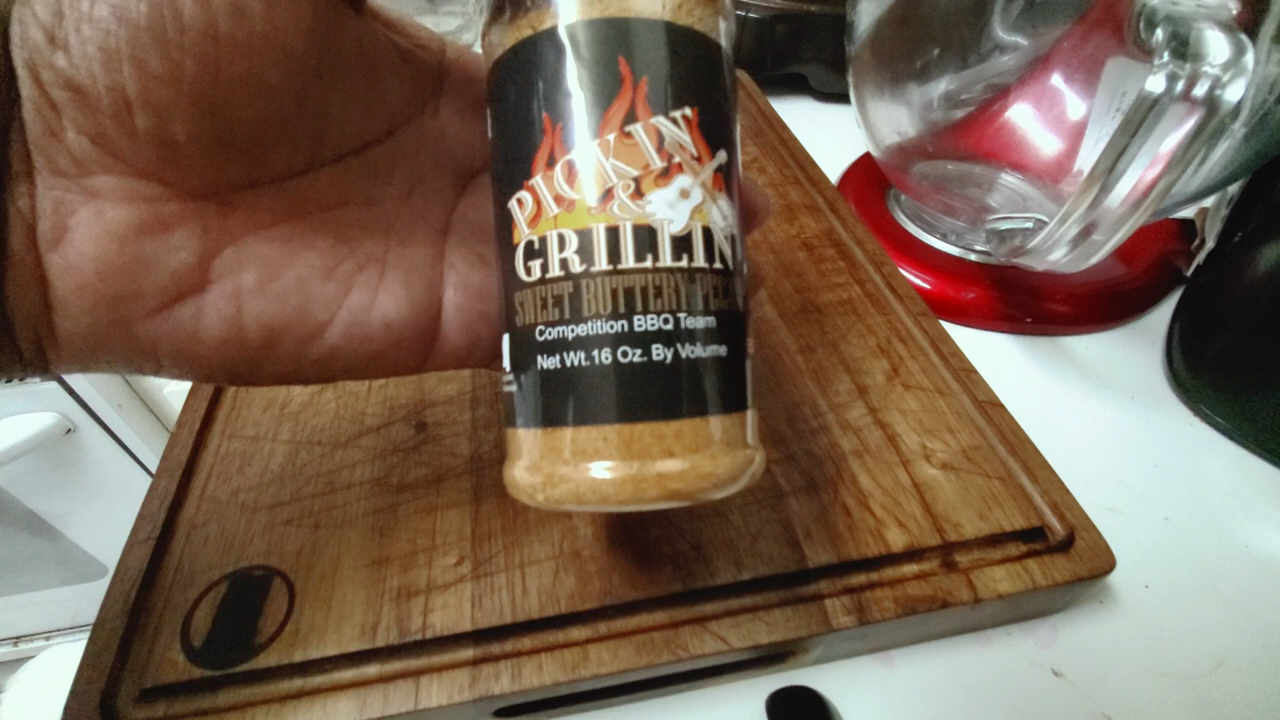 PICKIN
&
GRILLIN
SWEET BUTTERY
Competition BBQ Team
Net Wt. 16 Oz. By Volume